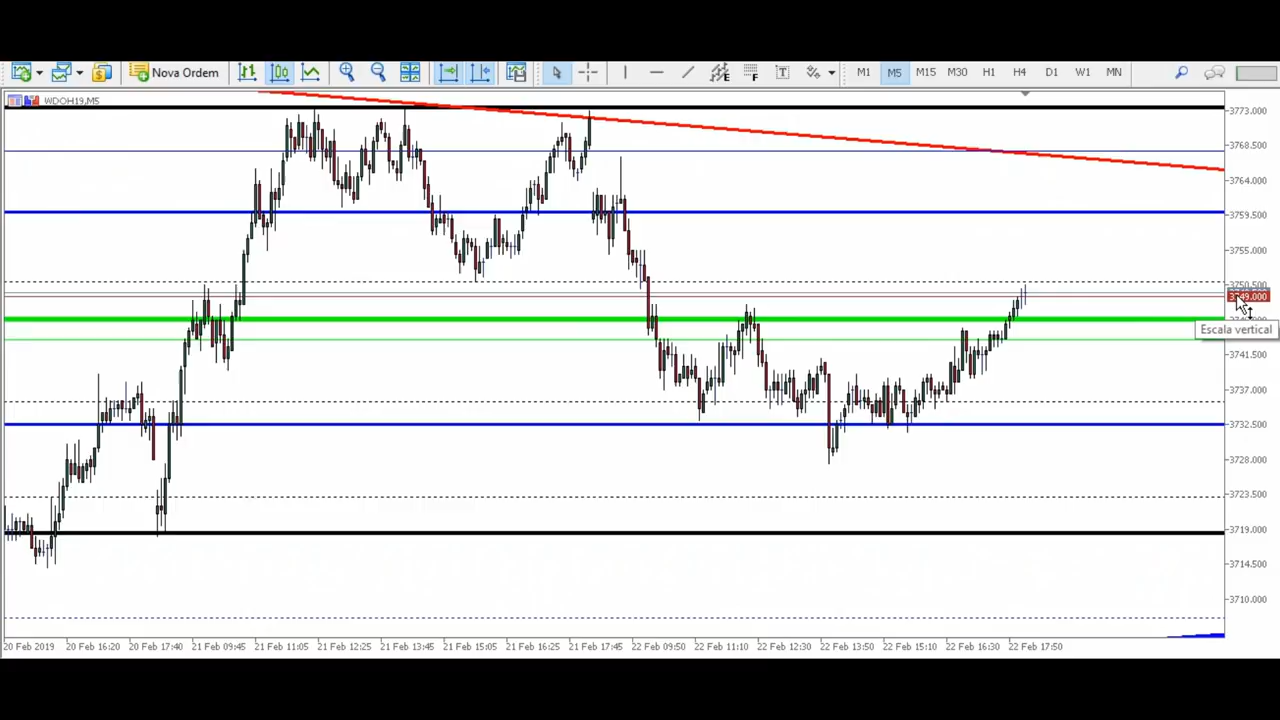 Nova Ordem
E
F
T
M1 M5 M15 M30 H1 H4 D1 W1 MN
WDOH19,M5
3773.000
3768.500
3764.000
3759.500
3755.000
3750.500
Escala vertical
3741.500
3737.000
3732.500
3728.000
3723.500
3719.000
3714.500
3710.000
20 Feb 2019 20 Feb 16:20 20 Feb 17:40 21 Feb 09:45 21 Feb 11:05 21 Feb 12:25 21 Feb 13:45 21 Feb 15:05 21 Feb 16:25 21 Feb 17:45 22 Feb 09:50 22 Feb 11:10 22 Feb 12:30 22 Feb 13:50 22 Feb 15:10 22 Feb 16:30 22 Feb 17:50